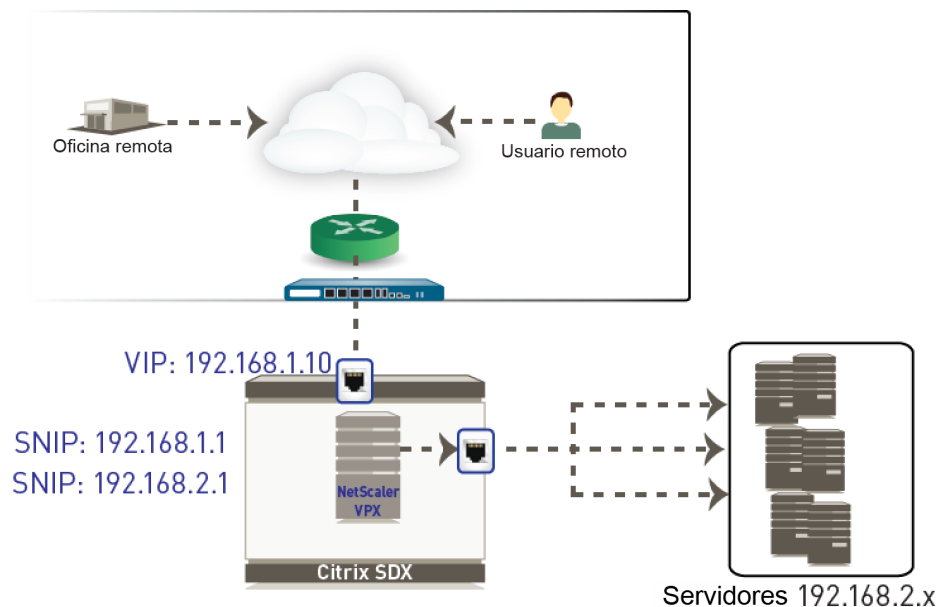 Oficina remota
Usuario remoto
VIP: 192.168.1.10
SNIP: 192.168.1.1
SNIP: 192.168.2.1
NetScaler
VPX
Citrix SDX
Servidores 192.168.2.x